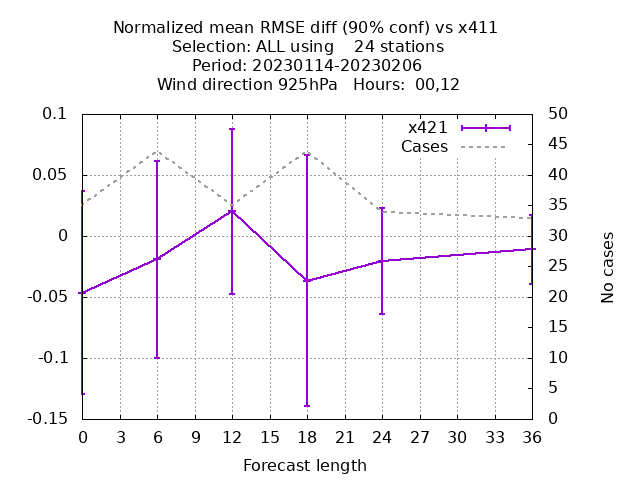 Normalized mean RMSE diff (90% conf) vs x411
Selection: ALL using    24 stations
Period: 20230114-20230206
Wind direction 925hPa   Hours:  00,12
x421
Cases
0.1
0.05
0
-0.05
-0.1
-0.15
50
45
40
35
30
25
20
15
10
5
0
No cases
0 3 6 9 12 15 18 21 24 27 30 33 36
Forecast length